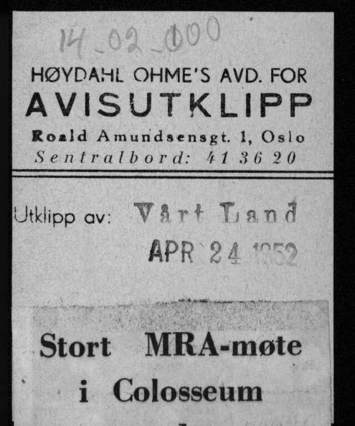 14-02-000
HØYDAHL OHME'S AVD. FOR
AVISUTKLIPP
Roald Amundsensgt. 1, Oslo
Sentralbord: 41 36 20
Utklipp av: Vårt Land
APR 24 1952
Stort MRA-møte
i Colosseum